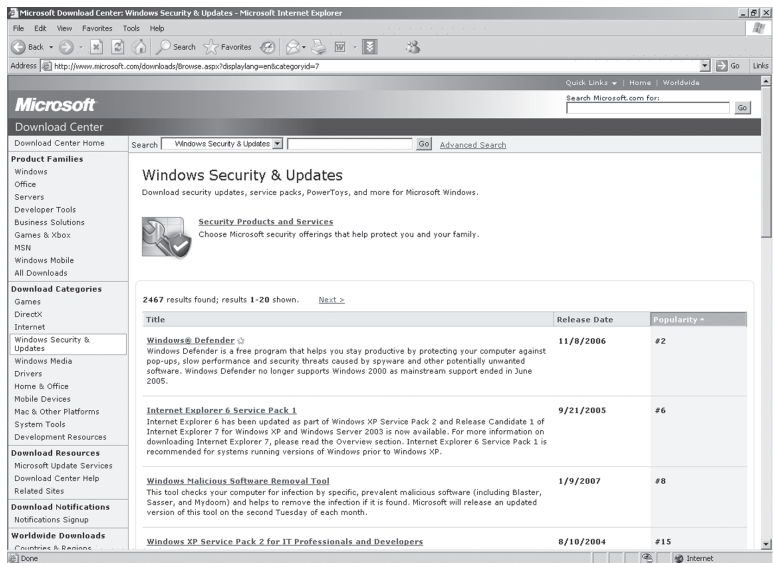 Microsoft Download Center: Windows Security & Updates - Microsoft Internet Explorer
File Edit View Favorites Tools Help
Back Search Favorites
Address http://www.microsoft.com/downloads/Browse.aspx?displaylang=en&categoryid=7 Go Links
Quick Links | Home | Worldwide
Microsoft
Search Microsoft.com for:
Go
Download Center
Download Center Home
Search Windows Security & Updates Go Advanced Search
Product Families
Windows
Office
Servers
Developer Tools
Business Solutions
Games & Xbox
MSN
Windows Mobile
All Downloads
Download Categories
Games
DirectX
Internet
Windows Security &
Updates
Windows Media
Drivers
Home & Office
Mobile Devices
Mac & Other Platforms
System Tools
Development Resources
Download Resources
Microsoft Update Services
Download Center Help
Related Sites
Download Notifications
Notifications Signup
Worldwide Downloads
Countries & Regions
Windows Security & Updates
Download security updates, service packs, PowerToys, and more for Microsoft Windows.
Security Products and Services
Choose Microsoft security offerings that help protect you and your family.
2467 results found; results 1-20 shown. Next >
Title Release Date Popularity
Windows® Defender 11/8/2006 #2
Windows Defender is a free program that helps you stay productive by protecting your computer against
pop-ups, slow performance and security threats caused by spyware and other potentially unwanted
software. Windows Defender no longer supports Windows 2000 as mainstream support ended in June
2005.
Internet Explorer 6 Service Pack 1 9/21/2005 #6
Internet Explorer 6 has been updated as part of Windows XP Service Pack 2 and Release Candidate 1 of
Internet Explorer 7 for Windows XP and Windows Server 2003 is now available. For more information on
downloading Internet Explorer 7, please read the Overview section. Internet Explorer 6 Service Pack 1 is
recommended for systems running versions of Windows prior to Windows XP.
Windows Malicious Software Removal Tool 1/9/2007 #8
This tool checks your computer for infection by specific, prevalent malicious software (including Blaster,
Sasser, and Mydoom) and helps to remove the infection if it is found. Microsoft will release an updated
version of this tool on the second Tuesday of each month.
Windows XP Service Pack 2 for IT Professionals and Developers 8/10/2004 #15
Done Internet